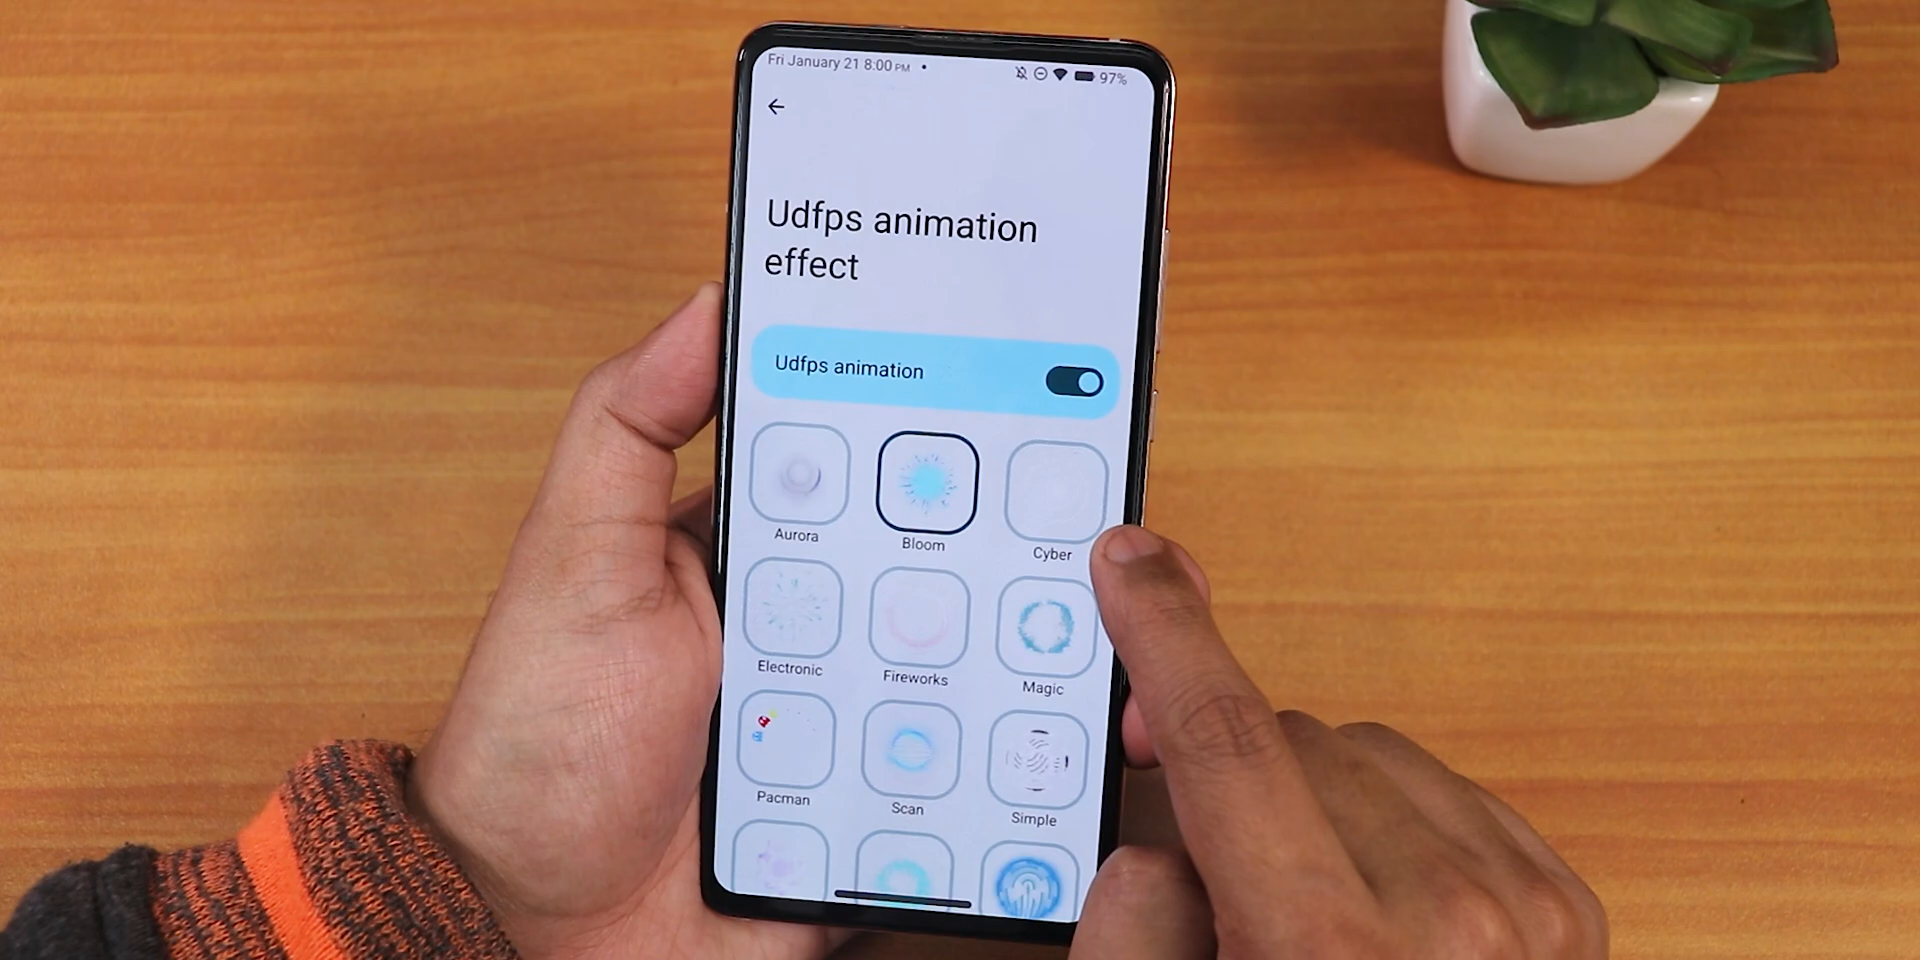 Fri January 21 8:00 PM • 97%
Udfps animation
effect
Udfps animation
Aurora Bloom Cyber
Electronic Fireworks Magic
Pacman Scan Simple